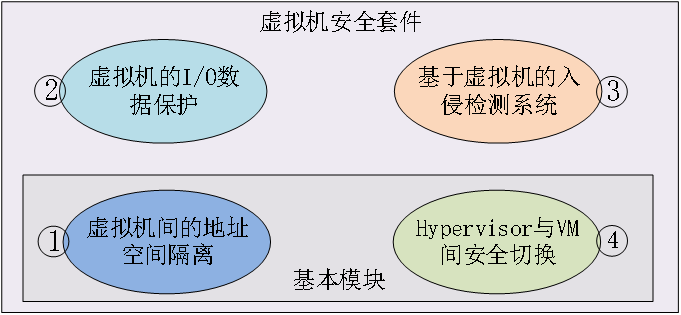 虚拟机安全套件
②
虚拟机的I/O数
据保护
基于虚拟机的入
侵检测系统
③
①
虚拟机间的地址
空间隔离
Hypervisor与VM
间安全切换
④
基本模块